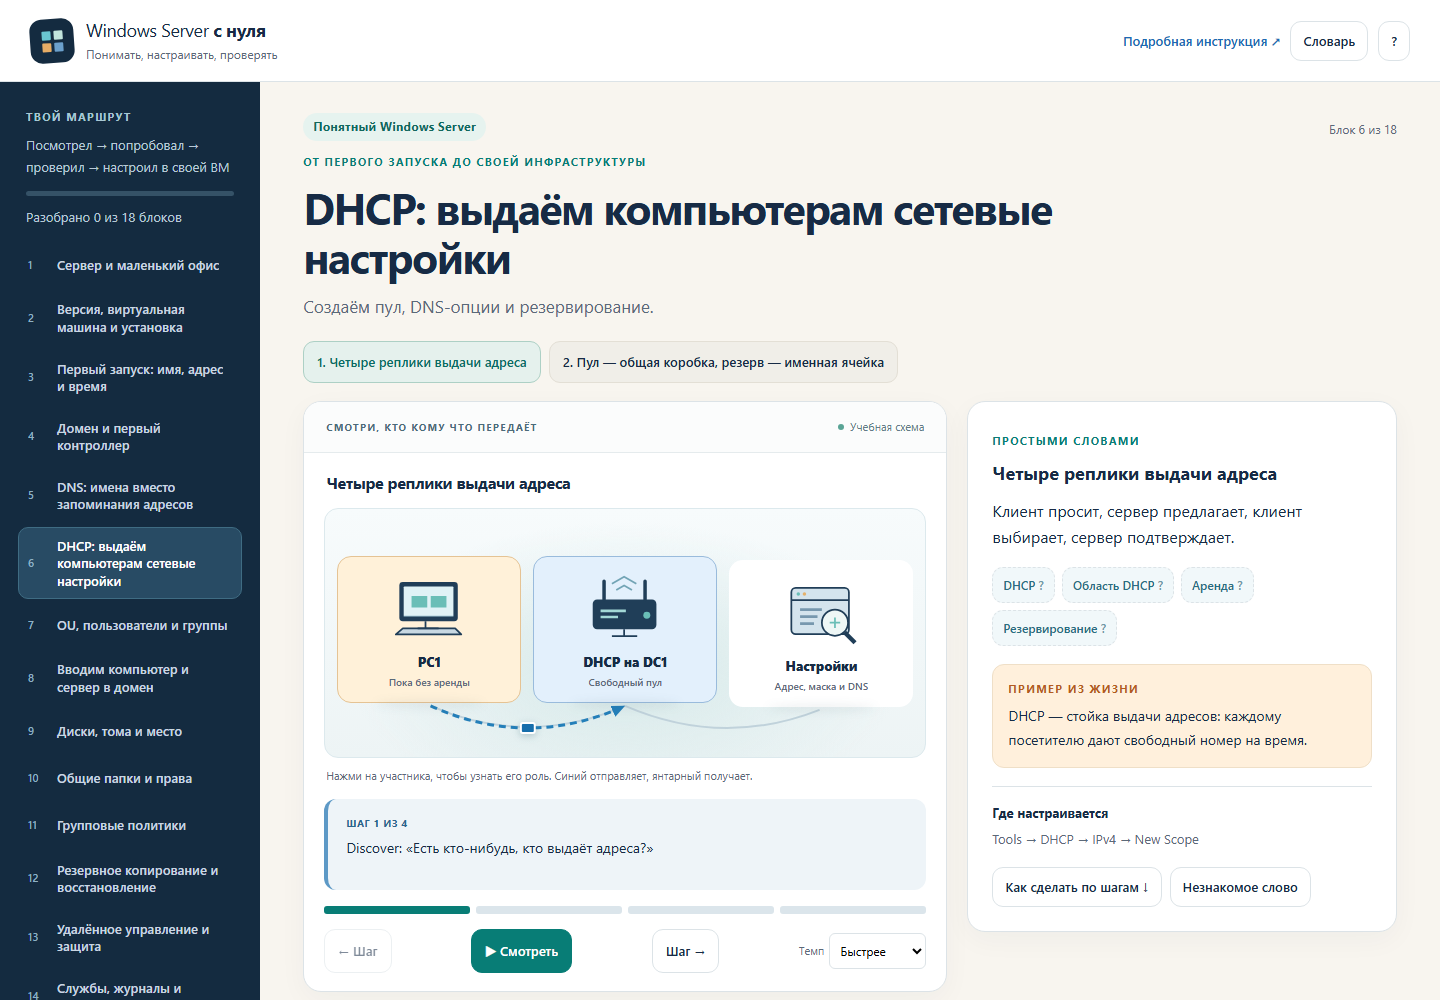 Windows Server с нуля
Понимать, настраивать, проверять
Подробная инструкция ↗
Словарь
?
ТВОЙ МАРШРУТ
Посмотрел → попробовал →
проверил → настроил в своей ВМ
Разобрано 0 из 18 блоков
1 Сервер и маленький офис
2 Версия, виртуальная
машина и установка
3 Первый запуск: имя, адрес
и время
4 Домен и первый
контроллер
5 DNS: имена вместо
запоминания адресов
6 DHCP: выдаём
компьютерам сетевые
настройки
7 OU, пользователи и группы
8 Вводим компьютер и
сервер в домен
9 Диски, тома и место
10 Общие папки и права
11 Групповые политики
12 Резервное копирование и
восстановление
13 Удалённое управление и
защита
14 Службы, журналы и
Понятный Windows Server
Блок 6 из 18
ОТ ПЕРВОГО ЗАПУСКА ДО СВОЕЙ ИНФРАСТРУКТУРЫ
DHCP: выдаём компьютерам сетевые
настройки
Создаём пул, DNS-опции и резервирование.
1. Четыре реплики выдачи адреса
2. Пул — общая коробка, резерв — именная ячейка
СМОТРИ, КТО КОМУ ЧТО ПЕРЕДАЁТ
Учебная схема
Четыре реплики выдачи адреса
PC1
Пока без аренды
DHCP на DC1
Свободный пул
Настройки
Адрес, маска и DNS
Нажми на участника, чтобы узнать его роль. Синий отправляет, янтарный получает.
ШАГ 1 ИЗ 4
Discover: «Есть кто-нибудь, кто выдаёт адреса?»
← Шаг
▶ Смотреть
Шаг →
Темп
Быстрее
ПРОСТЫМИ СЛОВАМИ
Четыре реплики выдачи адреса
Клиент просит, сервер предлагает, клиент
выбирает, сервер подтверждает.
DHCP ?
Область DHCP ?
Аренда ?
Резервирование ?
ПРИМЕР ИЗ ЖИЗНИ
DHCP — стойка выдачи адресов: каждому
посетителю дают свободный номер на время.
Где настраивается
Tools → DHCP → IPv4 → New Scope
Как сделать по шагам ↓
Незнакомое слово